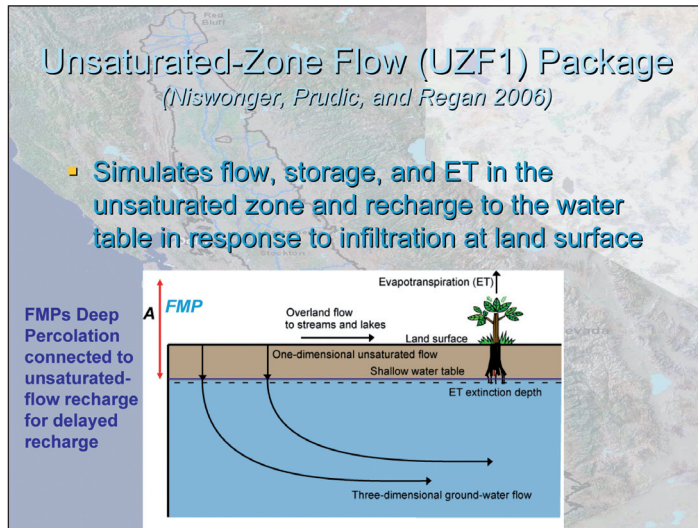 Unsaturated-Zone Flow (UZF1) Package
(Niswonger, Prudic, and Regan 2006)
Simulates flow, storage, and ET in the
unsaturated zone and recharge to the water
table in response to infiltration at land surface
FMPs Deep
Percolation
connected to
unsaturated-
flow recharge
for delayed
recharge
A
FMP
Evapotranspiration (ET)
Overland flow
to streams and lakes
Land surface
One-dimensional unsaturated flow
Shallow water table
ET extinction depth
Three-dimensional ground-water flow
Red
Bluff
Stockton